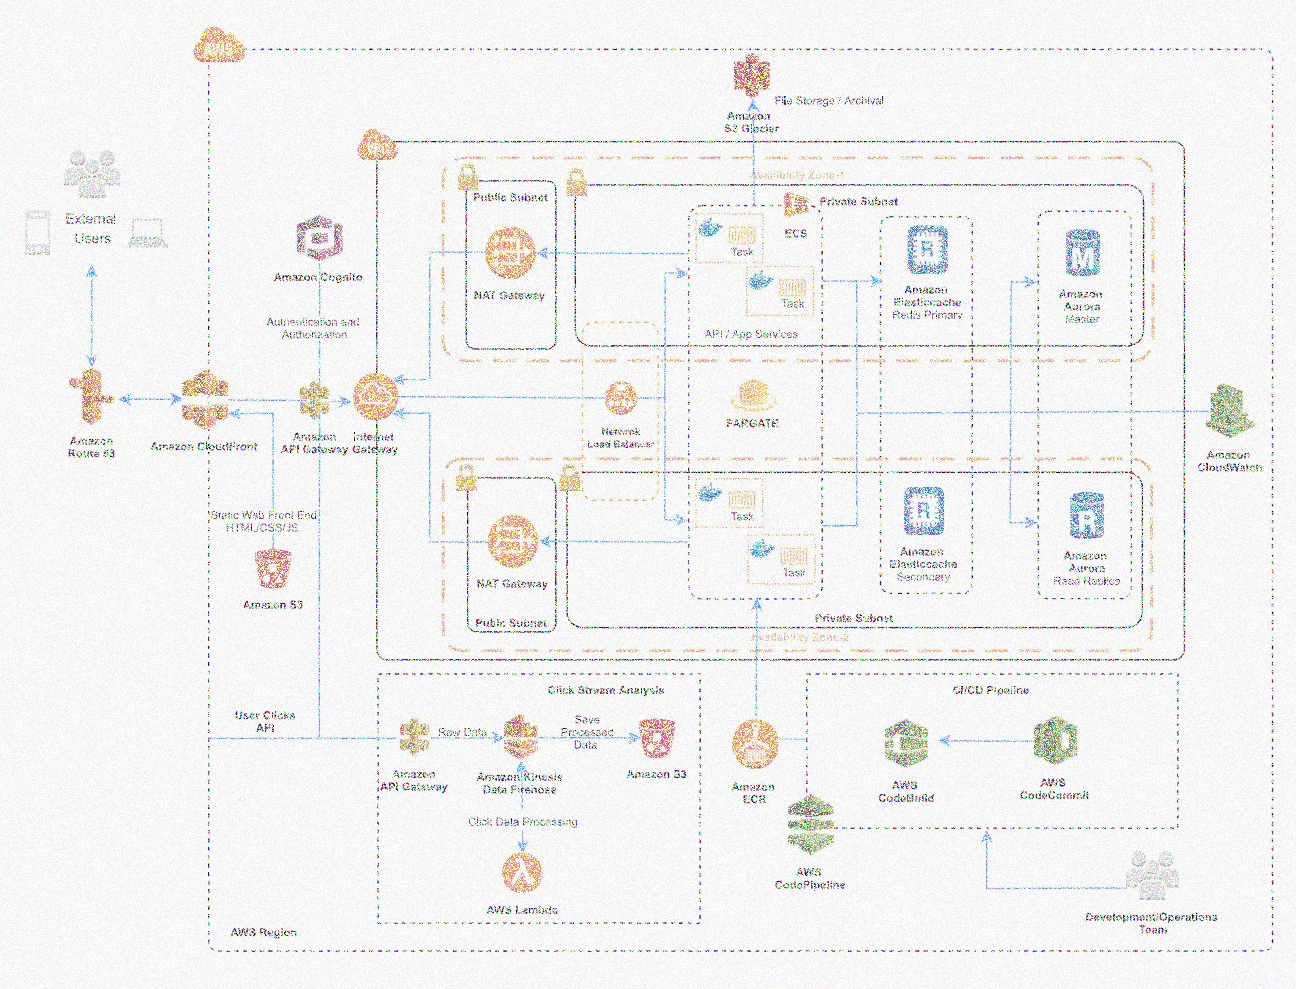 AWS
File Storage / Archival
Amazon
S3 Glacier
VPC
Availability Zone-1
Public Subnet
Private Subnet
ECS
External
Users
Task
Amazon Cognito
NAT Gateway
Task
Amazon
Elasticcache
Redis Primary
Amazon
Aurora
Master
Authentication and
Authorization
API / App Services
FARGATE
Amazon
Route 53
Amazon CloudFront
Amazon
API Gateway
Internet
Gateway
Network
Load Balancer
Amazon
CloudWatch
Static Web Front End
HTML/CSS/JS
Task
Amazon
Elasticcache
Secondary
Amazon
Aurora
Read Replica
NAT Gateway
Task
Amazon S3
Public Subnet
Private Subnet
Availability Zone-2
Click Stream Analysis
CI/CD Pipeline
User Clicks
API
Raw Data
Save
Processed
Data
Amazon
API Gateway
Amazon Kinesis
Data Firehose
Amazon S3
Amazon
ECR
AWS
CodeBuild
AWS
CodeCommit
Click Data Processing
AWS
CodePipeline
AWS Lambda
Development/Operations
Team
AWS Region